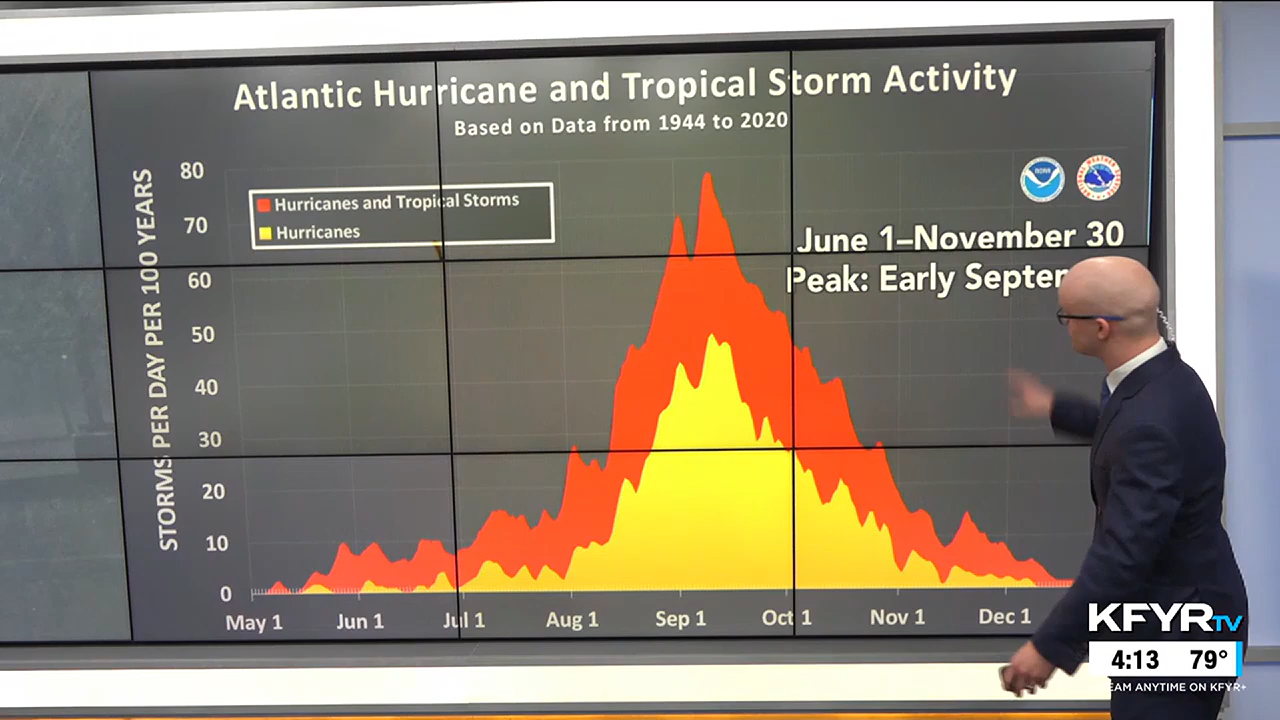 Atlantic Hurricane and Tropical Storm Activity
Based on Data from 1944 to 2020
STORMS PER DAY PER 100 YEARS
80
70
60
50
40
30
20
10
0
Hurricanes and Tropical Storms
Hurricanes
NOAA
June 1–November 30
Peak: Early Septem
May 1
Jun 1
Jul 1
Aug 1
Sep 1
Oct 1
Nov 1
Dec 1
KFYR TV
4:13 79°
EAM ANYTIME ON KFYR+